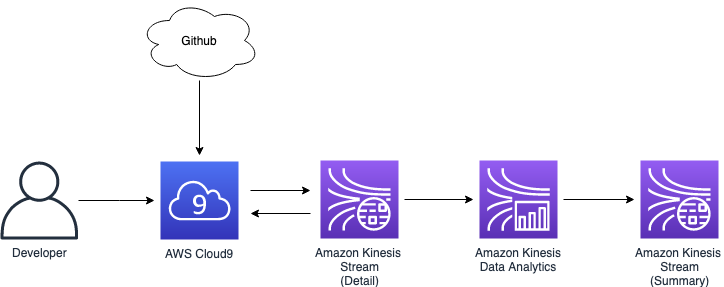 Github
9
Developer
AWS Cloud9
Amazon Kinesis
Stream
(Detail)
Amazon Kinesis
Data Analytics
Amazon Kinesis
Stream
(Summary)